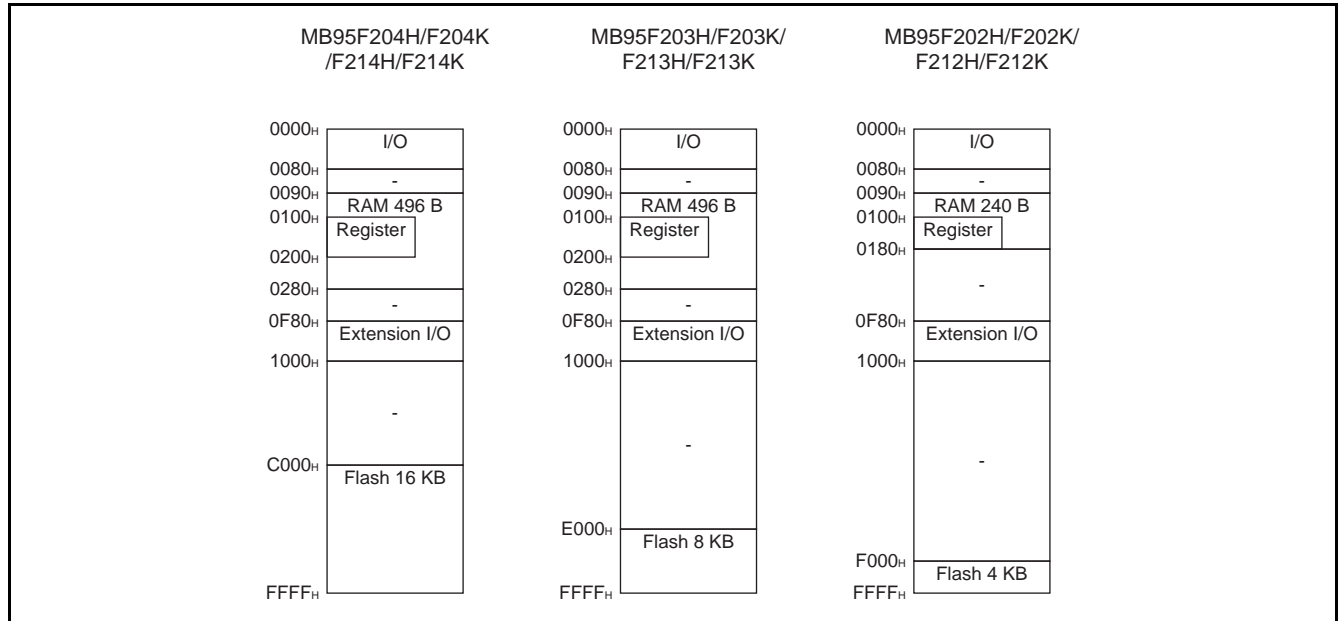 MB95F204H/F204K
/F214H/F214K
0000H
I/O
0080H
-
0090H
RAM 496 B
0100H
Register
0200H
0280H
-
0F80H
Extension I/O
1000H
-
C000H
Flash 16 KB
FFFFH
MB95F203H/F203K/
F213H/F213K
0000H
I/O
0080H
-
0090H
RAM 496 B
0100H
Register
0200H
0280H
-
0F80H
Extension I/O
1000H
-
E000H
Flash 8 KB
FFFFH
MB95F202H/F202K/
F212H/F212K
0000H
I/O
0080H
-
0090H
RAM 240 B
0100H
Register
0180H
-
0F80H
Extension I/O
1000H
-
F000H
Flash 4 KB
FFFFH